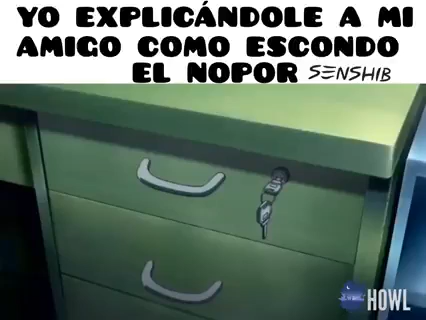 YO EXPLICÁNDOLE A MI
AMIGO COMO ESCONDO
EL NOPOR SENSHIB
HOWL